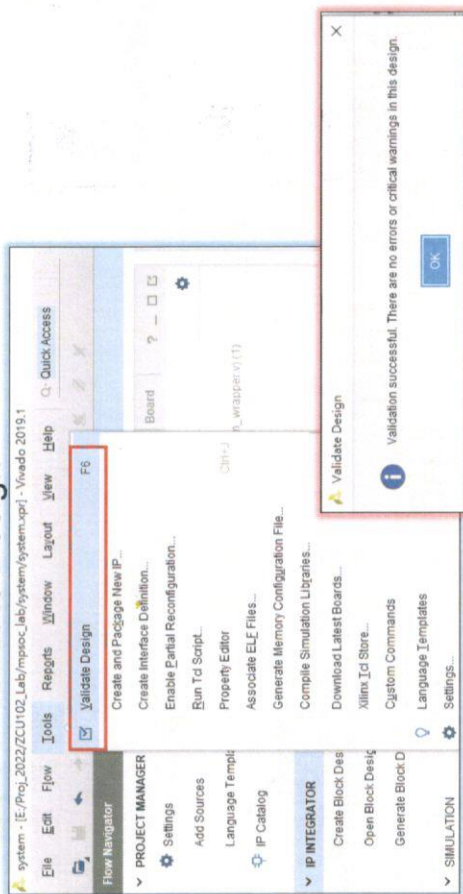 system - [E:/Proj_2022/ZCU102_Lab/mpsoc_lab/system/system.xpr] - Vivado 2019.1
File Edit Flow Tools Reports Window Layout View Help Quick Access
Flow Navigator
PROJECT MANAGER
Settings
Add Sources
Language Templa
IP Catalog
IP INTEGRATOR
Create Block Des
Open Block Desig
Generate Block D
SIMULATION
Validate Design F6
Create and Package New IP...
Create Interface Definition...
Enable Partial Reconfiguration...
Run Tcl Script...
Property Editor Ctrl+J
Associate ELF Files...
Generate Memory Configuration File...
Compile Simulation Libraries...
Download Latest Boards...
Xilinx Tcl Store...
Custom Commands
Language Templates
Settings...
Board ? _
n_wrapper.v) (1)
Validate Design
Validation successful. There are no errors or critical warnings in this design.
OK